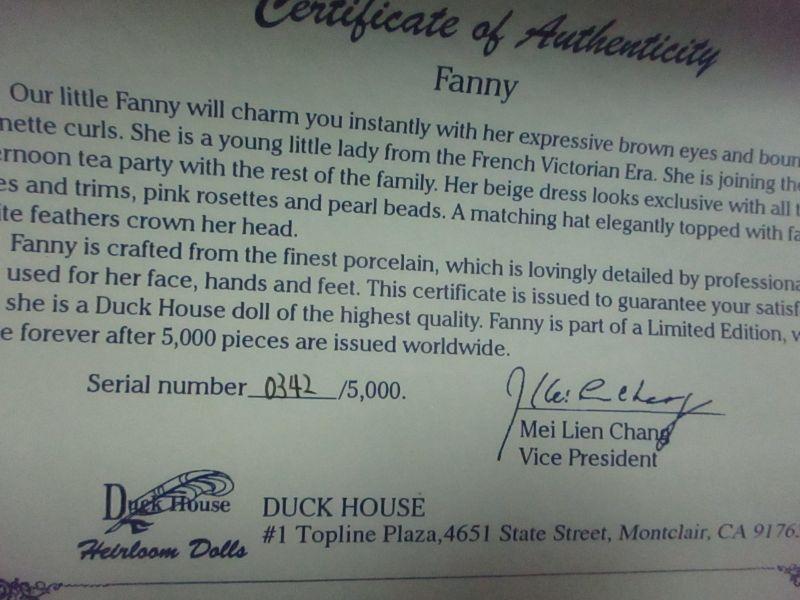 Certificate of Authenticity
Fanny
Our little Fanny will charm you instantly with her expressive brown eyes and boun
nette curls. She is a young little lady from the French Victorian Era. She is joining the
ernoon tea party with the rest of the family. Her beige dress looks exclusive with all t
es and trims, pink rosettes and pearl beads. A matching hat elegantly topped with fa
ite feathers crown her head.
Fanny is crafted from the finest porcelain, which is lovingly detailed by professiona
used for her face, hands and feet. This certificate is issued to guarantee your satisf
she is a Duck House doll of the highest quality. Fanny is part of a Limited Edition, w
e forever after 5,000 pieces are issued worldwide.
Serial number 0342 /5,000.
Mei Lien Chang
Vice President
Duck House
Heirloom Dolls
DUCK HOUSE
#1 Topline Plaza,4651 State Street, Montclair, CA 91763